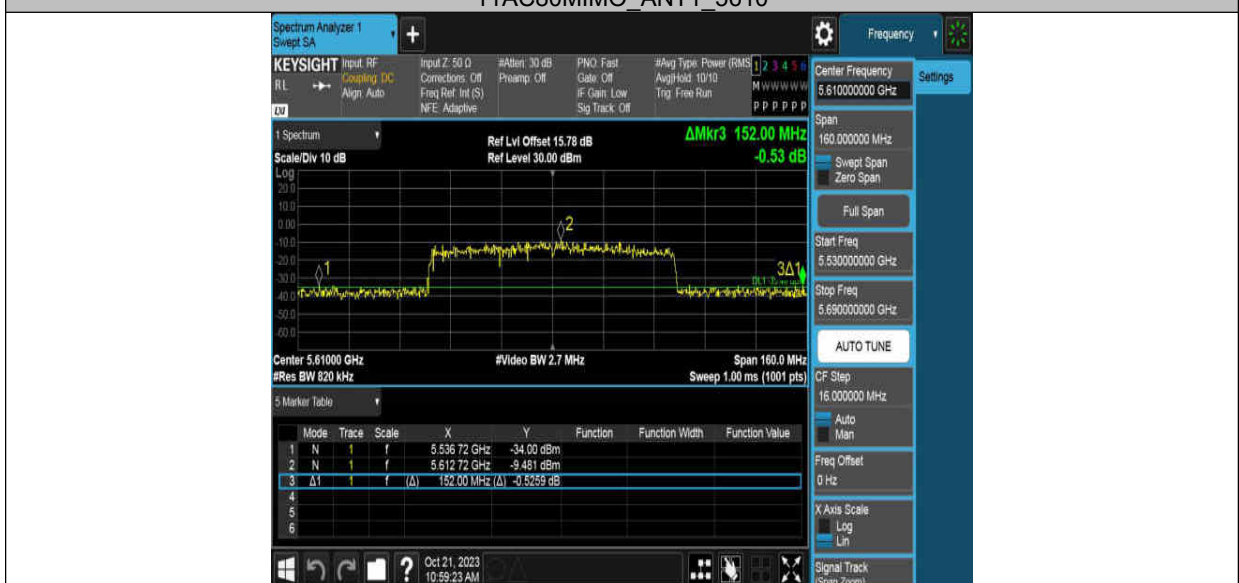 11AC80MIMO_ANT1_5610
Spectrum Analyzer 1
Swept SA
+
Frequency
KEYSIGHT
RL
LXI
Input: RF
Coupling: DC
Align: Auto
Input Z: 50 Ω
Corrections: Off
Freq Ref: Int (S)
NFE: Adaptive
#Atten: 30 dB
Preamp: Off
PNO: Fast
Gate: Off
IF Gain: Low
Sig Track: Off
#Avg Type: Power (RMS
Avg|Hold: 10/10
Trig: Free Run
1 2 3 4 5 6
M W W W W W
P P P P P P
Center Frequency
5.610000000 GHz
Settings
Span
160.000000 MHz
Swept Span
Zero Span
Full Span
Start Freq
5.530000000 GHz
Stop Freq
5.690000000 GHz
AUTO TUNE
CF Step
16.000000 MHz
Auto
Man
Freq Offset
0 Hz
X Axis Scale
Log
Lin
Signal Track
(Span Zoom)
1 Spectrum
Scale/Div 10 dB
Ref Lvl Offset 15.78 dB
Ref Level 30.00 dBm
ΔMkr3 152.00 MHz
-0.53 dB
Log
20.0
10.0
0.00
-10.0
-20.0
-30.0
-40.0
-50.0
-60.0
1
2
3Δ1
Center 5.61000 GHz
#Res BW 820 kHz
#Video BW 2.7 MHz
Span 160.0 MHz
Sweep 1.00 ms (1001 pts)
5 Marker Table
Mode Trace Scale X Y Function Function Width Function Value
1 N 1 f 5.536 72 GHz -34.00 dBm
2 N 1 f 5.612 72 GHz -9.481 dBm
3 Δ1 1 f (Δ) 152.00 MHz (Δ) -0.5259 dB
4
5
6
?
Oct 21, 2023
10:59:23 AM